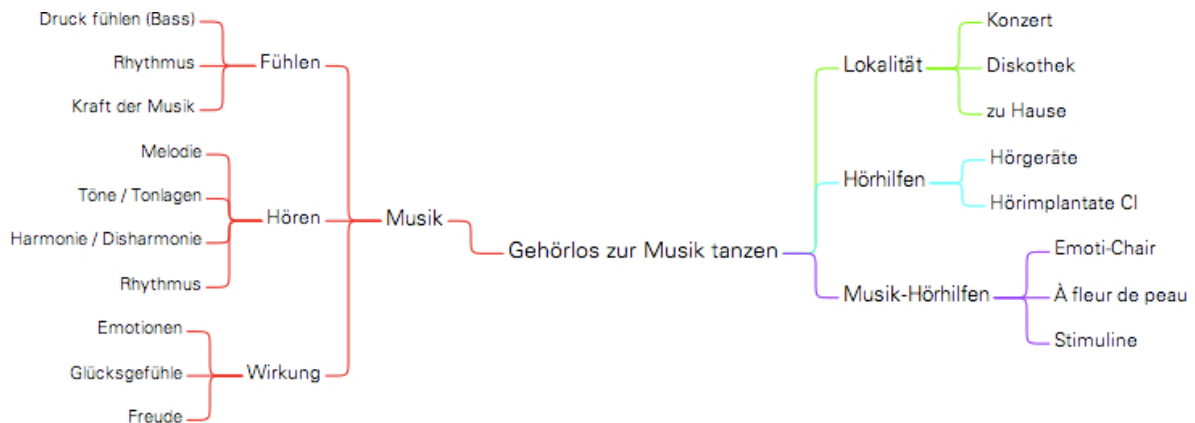 Druck fühlen (Bass)
Rhythmus
Kraft der Musik
Fühlen
Melodie
Töne / Tonlagen
Harmonie / Disharmonie
Rhythmus
Hören
Emotionen
Glücksgefühle
Freude
Wirkung
Musik
Gehörlos zur Musik tanzen
Lokalität
Konzert
Diskothek
zu Hause
Hörhilfen
Hörgeräte
Hörimplantate CI
Musik-Hörhilfen
Emoti-Chair
À fleur de peau
Stimuline